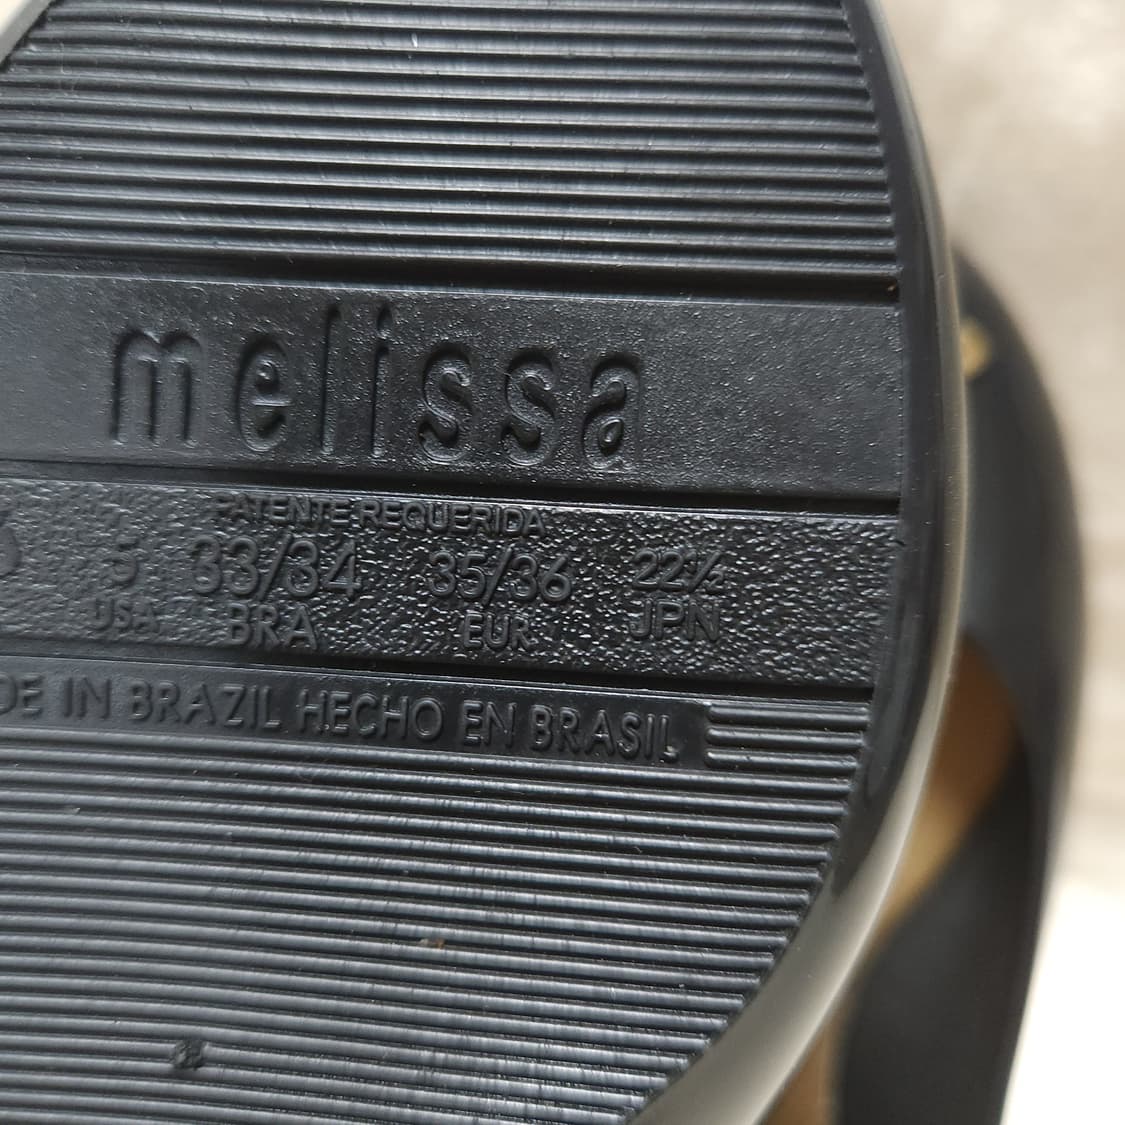 melissa
PATENTE REQUERIDA
5 33/34 35/36 22½
USA BRA EUR JPN
DE IN BRAZIL HECHO EN BRASIL